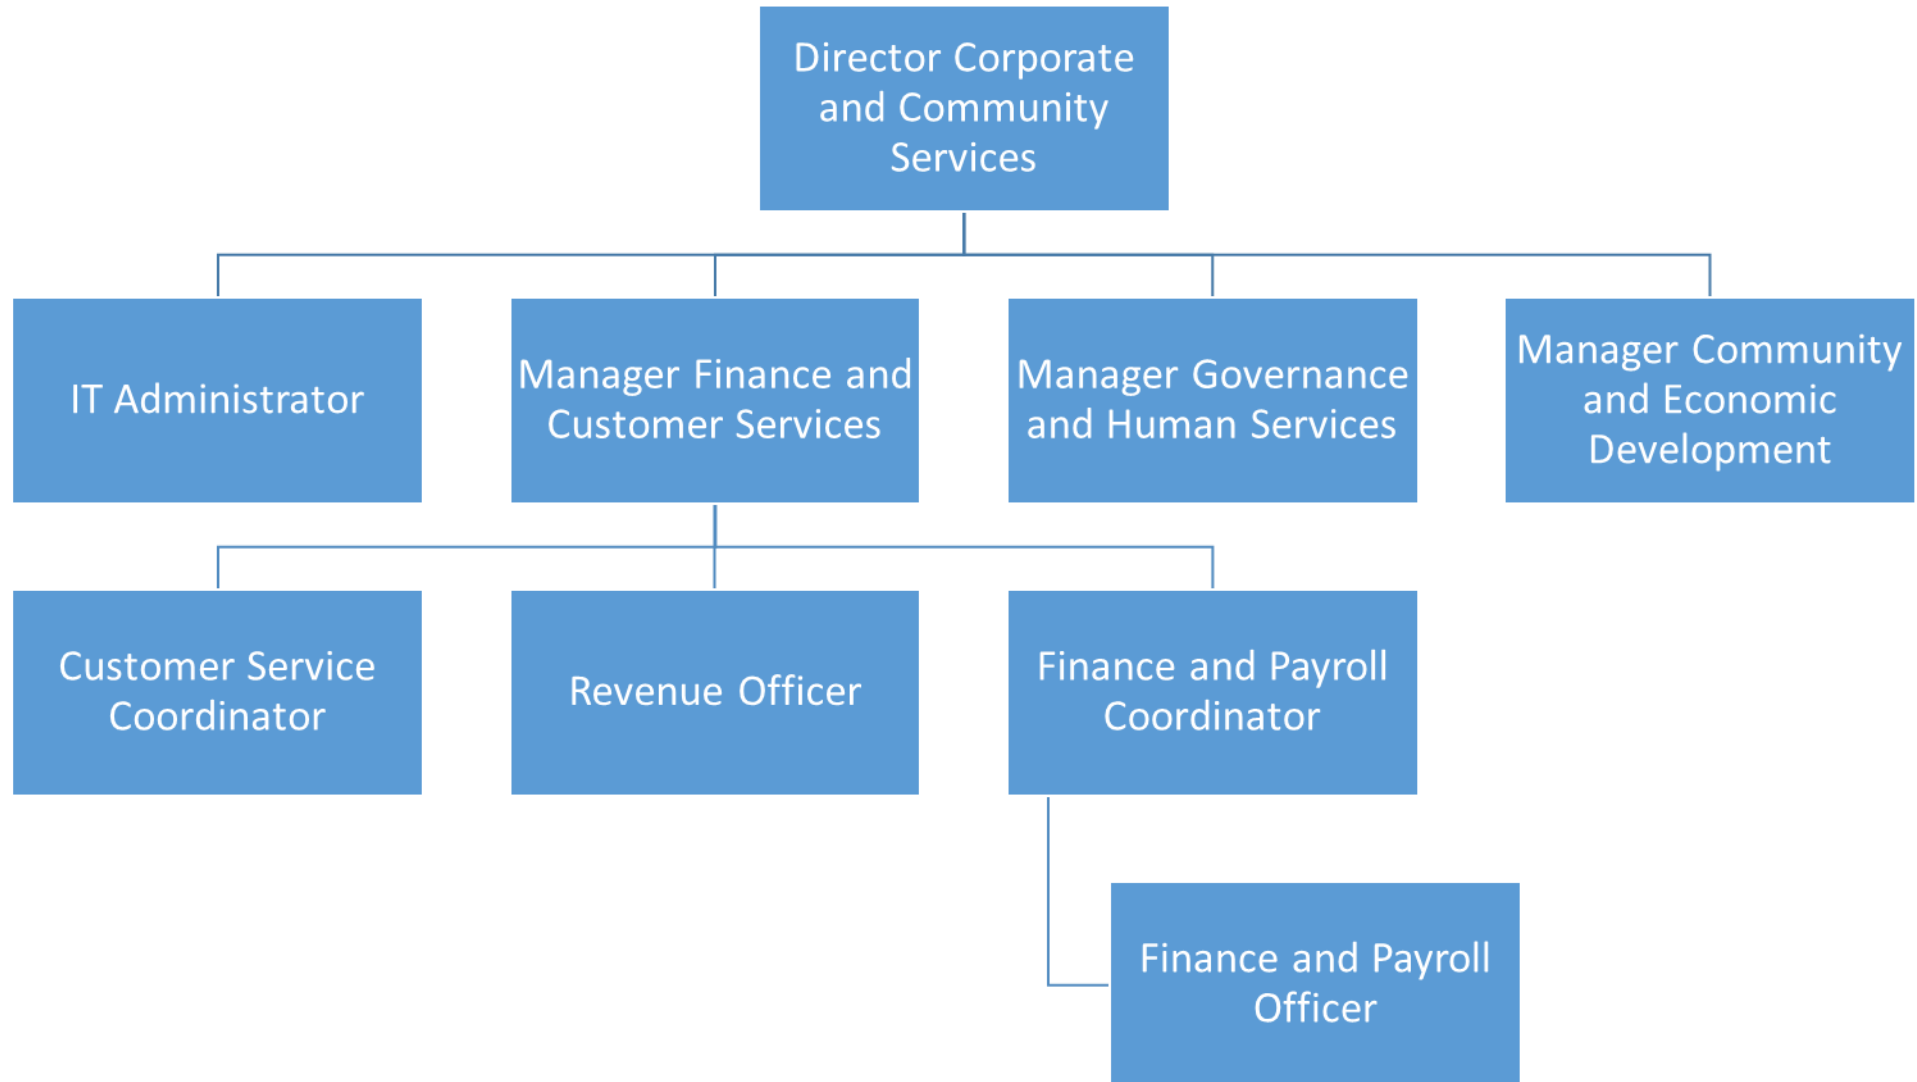 Director Corporate
and Community
Services
IT Administrator
Manager Finance and
Customer Services
Manager Governance
and Human Services
Manager Community
and Economic
Development
Customer Service
Coordinator
Revenue Officer
Finance and Payroll
Coordinator
Finance and Payroll
Officer